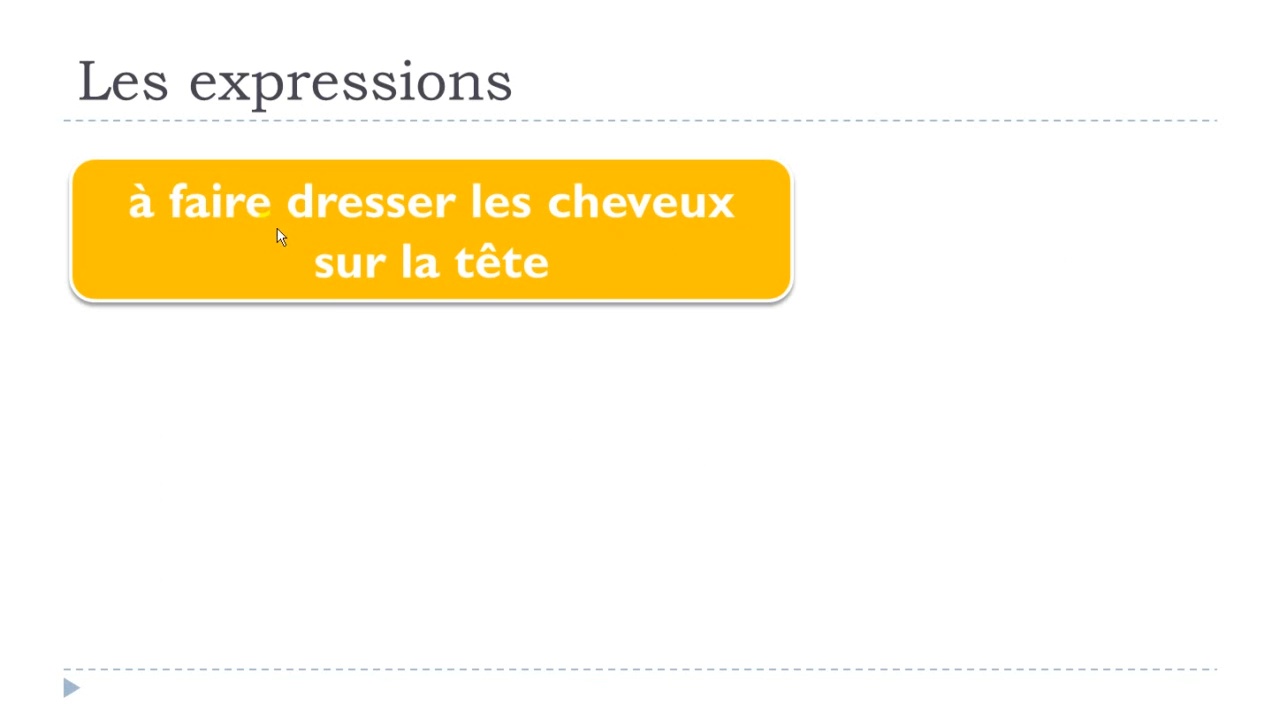 Les expressions
à faire dresser les cheveux
sur la tête